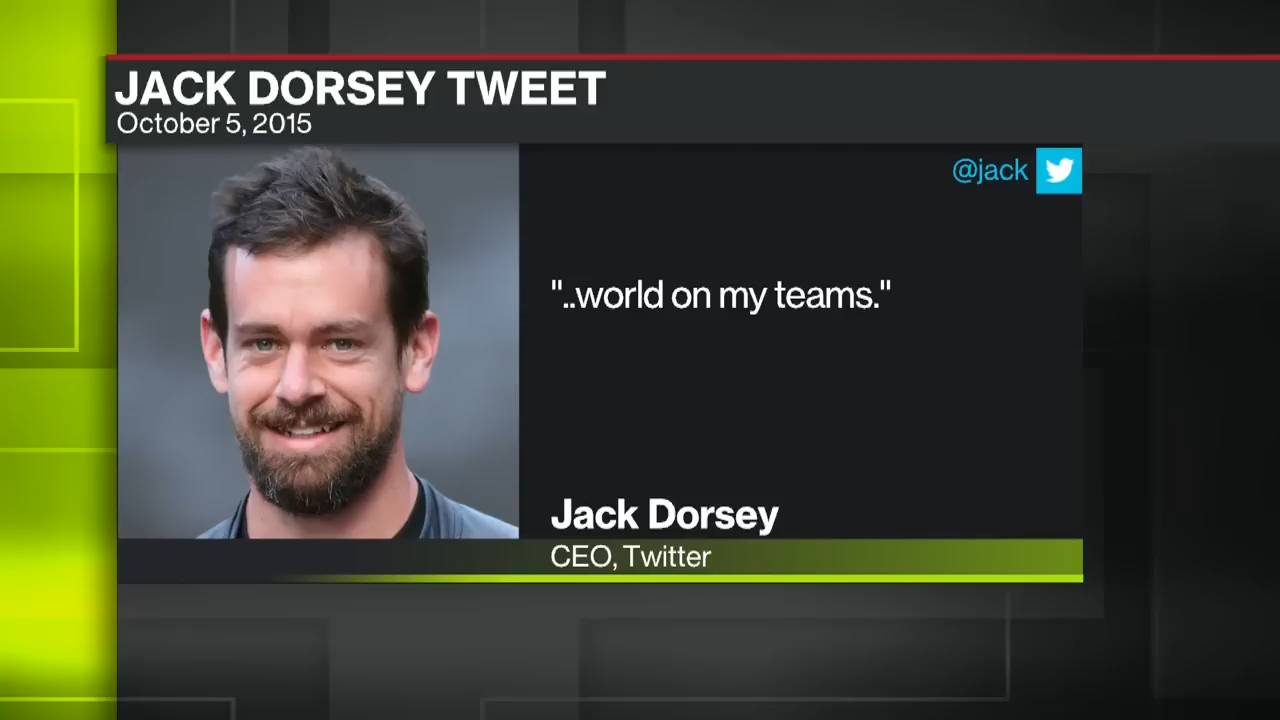 JACK DORSEY TWEET
October 5, 2015
@jack
"..world on my teams."
Jack Dorsey
CEO, Twitter